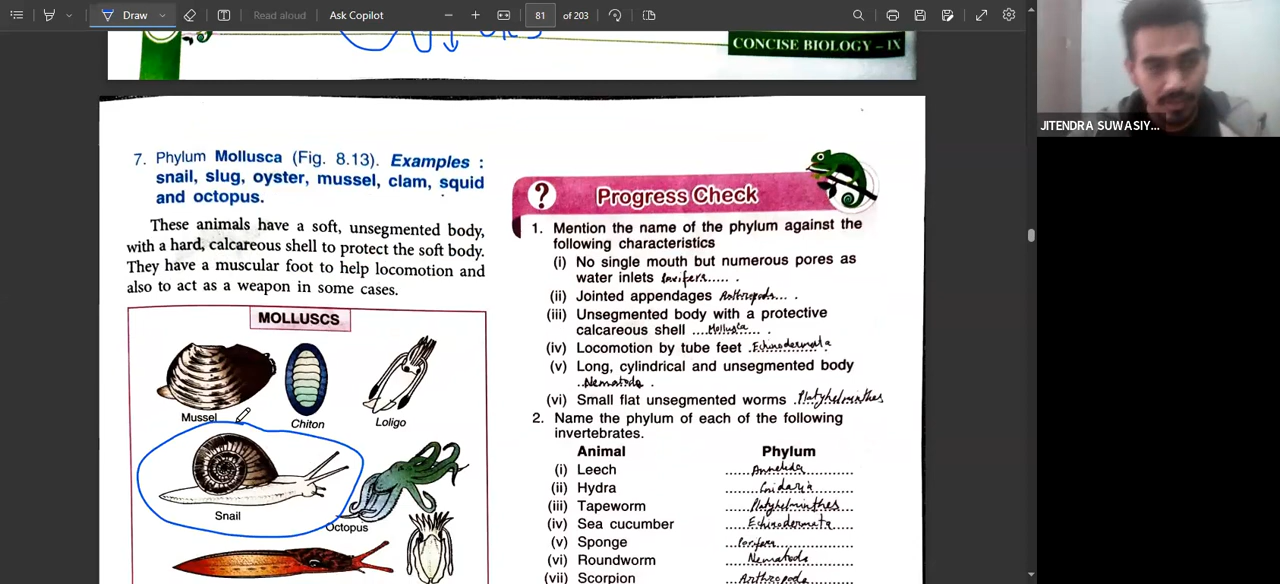 Draw
Read aloud
Ask Copilot
81
of 203
CONCISE BIOLOGY – IX
JITENDRA SUWASIY...
7. Phylum Mollusca (Fig. 8.13). Examples :
snail, slug, oyster, mussel, clam, squid
and octopus.
These animals have a soft, unsegmented body,
with a hard, calcareous shell to protect the soft body.
They have a muscular foot to help locomotion and
also to act as a weapon in some cases.
MOLLUSCS
Mussel
Chiton
Loligo
Snail
Octopus
?
Progress Check
1. Mention the name of the phylum against the
following characteristics
(i) No single mouth but numerous pores as
water inlets ..... .
(ii) Jointed appendages Arthropoda... .
(iii) Unsegmented body with a protective
calcareous shell ....Mollusca... .
(iv) Locomotion by tube feet .Echinodermata
(v) Long, cylindrical and unsegmented body
..Nematoda .
(vi) Small flat unsegmented worms .Platyhelminthes
2. Name the phylum of each of the following
invertebrates.
Animal Phylum
(i) Leech Annelida
(ii) Hydra Cnidaria
(iii) Tapeworm Platyhelminthes
(iv) Sea cucumber Echinodermata
(v) Sponge Porifera
(vi) Roundworm Nematoda
(vii) Scorpion Arthropoda